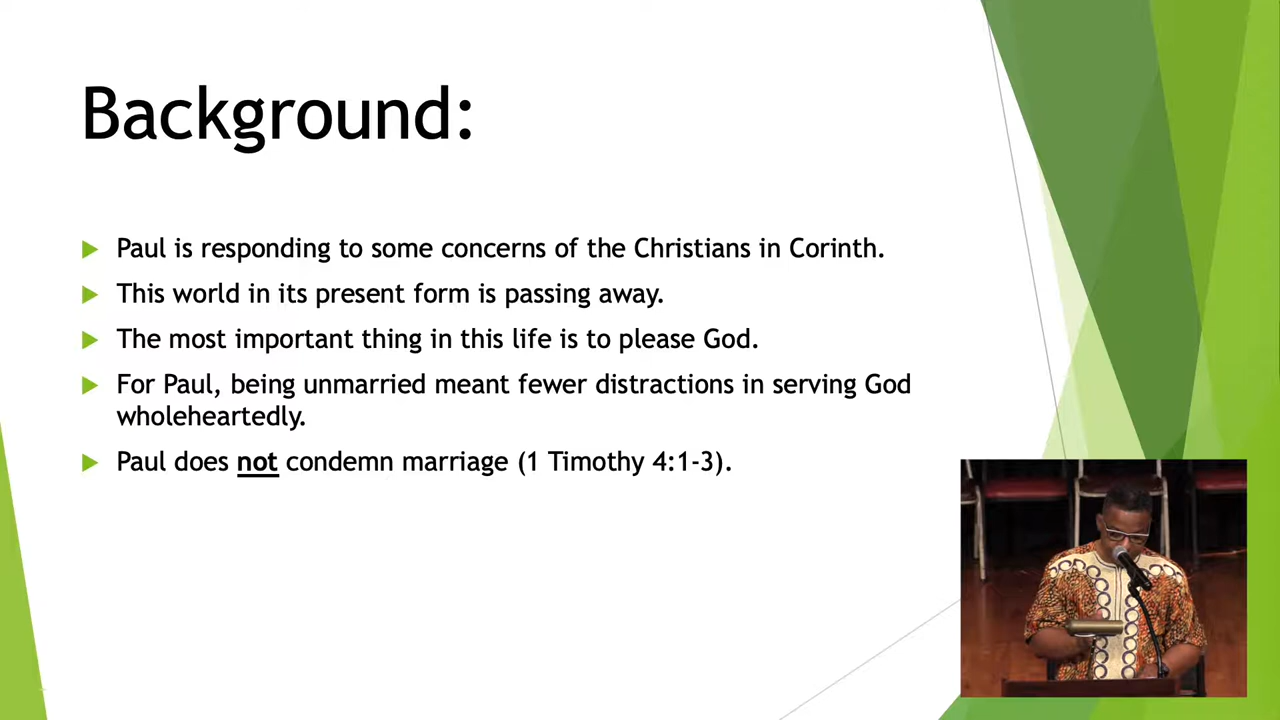 Background:
Paul is responding to some concerns of the Christians in Corinth.
This world in its present form is passing away.
The most important thing in this life is to please God.
For Paul, being unmarried meant fewer distractions in serving God
wholeheartedly.
Paul does not condemn marriage (1 Timothy 4:1-3).